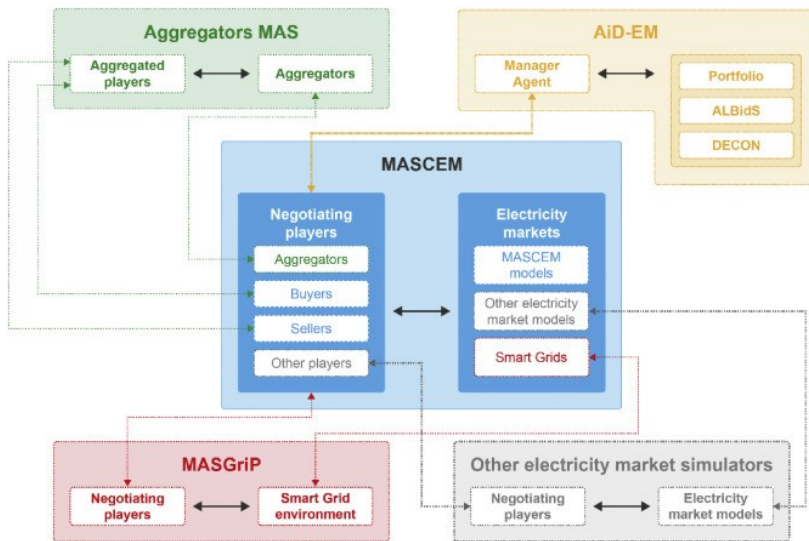 Aggregators MAS
Aggregated
players
Aggregators
AiD-EM
Manager
Agent
Portfolio
ALBidS
DECON
MASCEM
Negotiating
players
Aggregators
Buyers
Sellers
Other players
Electricity
markets
MASCEM
models
Other electricity
market models
Smart Grids
MASGriP
Negotiating
players
Smart Grid
environment
Other electricity market simulators
Negotiating
players
Electricity
market models